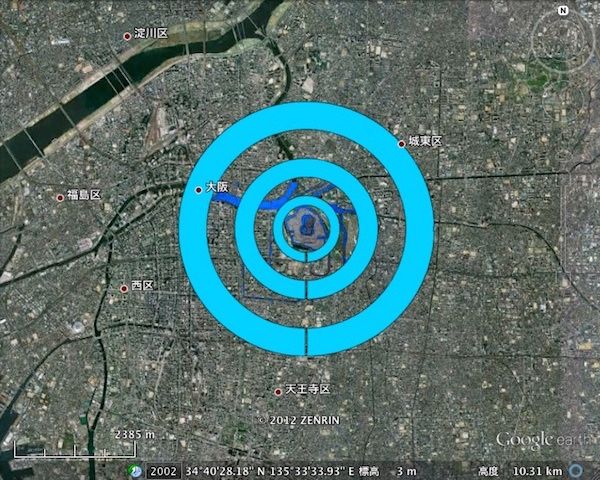 N
淀川区
城東区
大阪
福島区
西区
天王寺区
© 2012 ZENRIN
2385 m
Google earth
2002 34°40'28.18" N 135°33'33.93" E 標高 3 m 高度 10.31 km